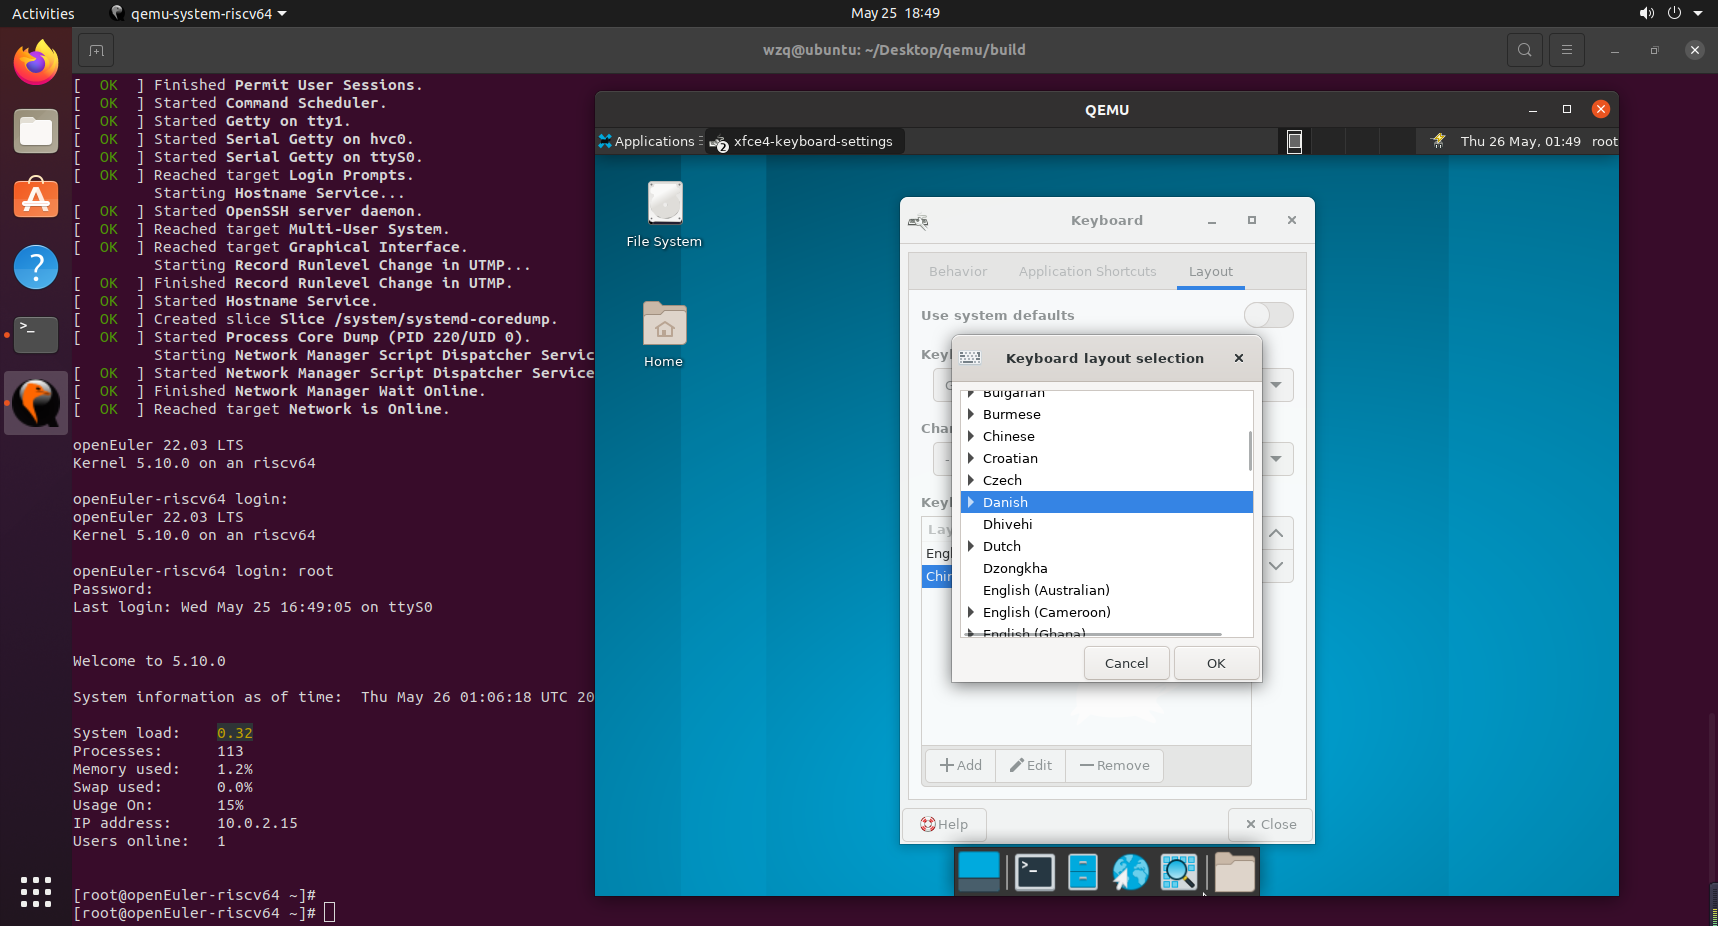 Activities
qemu-system-riscv64
May 25 18:49
wzq@ubuntu: ~/Desktop/qemu/build
[ OK ] Finished Permit User Sessions.
[ OK ] Started Command Scheduler.
[ OK ] Started Getty on tty1.
[ OK ] Started Serial Getty on hvc0.
[ OK ] Started Serial Getty on ttyS0.
[ OK ] Reached target Login Prompts.
Starting Hostname Service...
[ OK ] Started OpenSSH server daemon.
[ OK ] Reached target Multi-User System.
[ OK ] Reached target Graphical Interface.
Starting Record Runlevel Change in UTMP...
[ OK ] Finished Record Runlevel Change in UTMP.
[ OK ] Started Hostname Service.
[ OK ] Created slice Slice /system/systemd-coredump.
[ OK ] Started Process Core Dump (PID 220/UID 0).
Starting Network Manager Script Dispatcher Servic
[ OK ] Started Network Manager Script Dispatcher Service
[ OK ] Finished Network Manager Wait Online.
[ OK ] Reached target Network is Online.
openEuler 22.03 LTS
Kernel 5.10.0 on an riscv64
openEuler-riscv64 login:
openEuler 22.03 LTS
Kernel 5.10.0 on an riscv64
openEuler-riscv64 login: root
Password:
Last login: Wed May 25 16:49:05 on ttyS0
Welcome to 5.10.0
System information as of time: Thu May 26 01:06:18 UTC 20
System load: 0.32
Processes: 113
Memory used: 1.2%
Swap used: 0.0%
Usage On: 15%
IP address: 10.0.2.15
Users online: 1
[root@openEuler-riscv64 ~]#
[root@openEuler-riscv64 ~]#
QEMU
Applications
2
xfce4-keyboard-settings
Thu 26 May, 01:49
root
File System
Home
Keyboard
Behavior
Application Shortcuts
Layout
Use system defaults
Key
G
Cha
-
Key
Lay
Engl
Chin
Keyboard layout selection
Bulgarian
Burmese
Chinese
Croatian
Czech
Danish
Dhivehi
Dutch
Dzongkha
English (Australian)
English (Cameroon)
English (Ghana)
Cancel
OK
Add
Edit
Remove
Help
Close